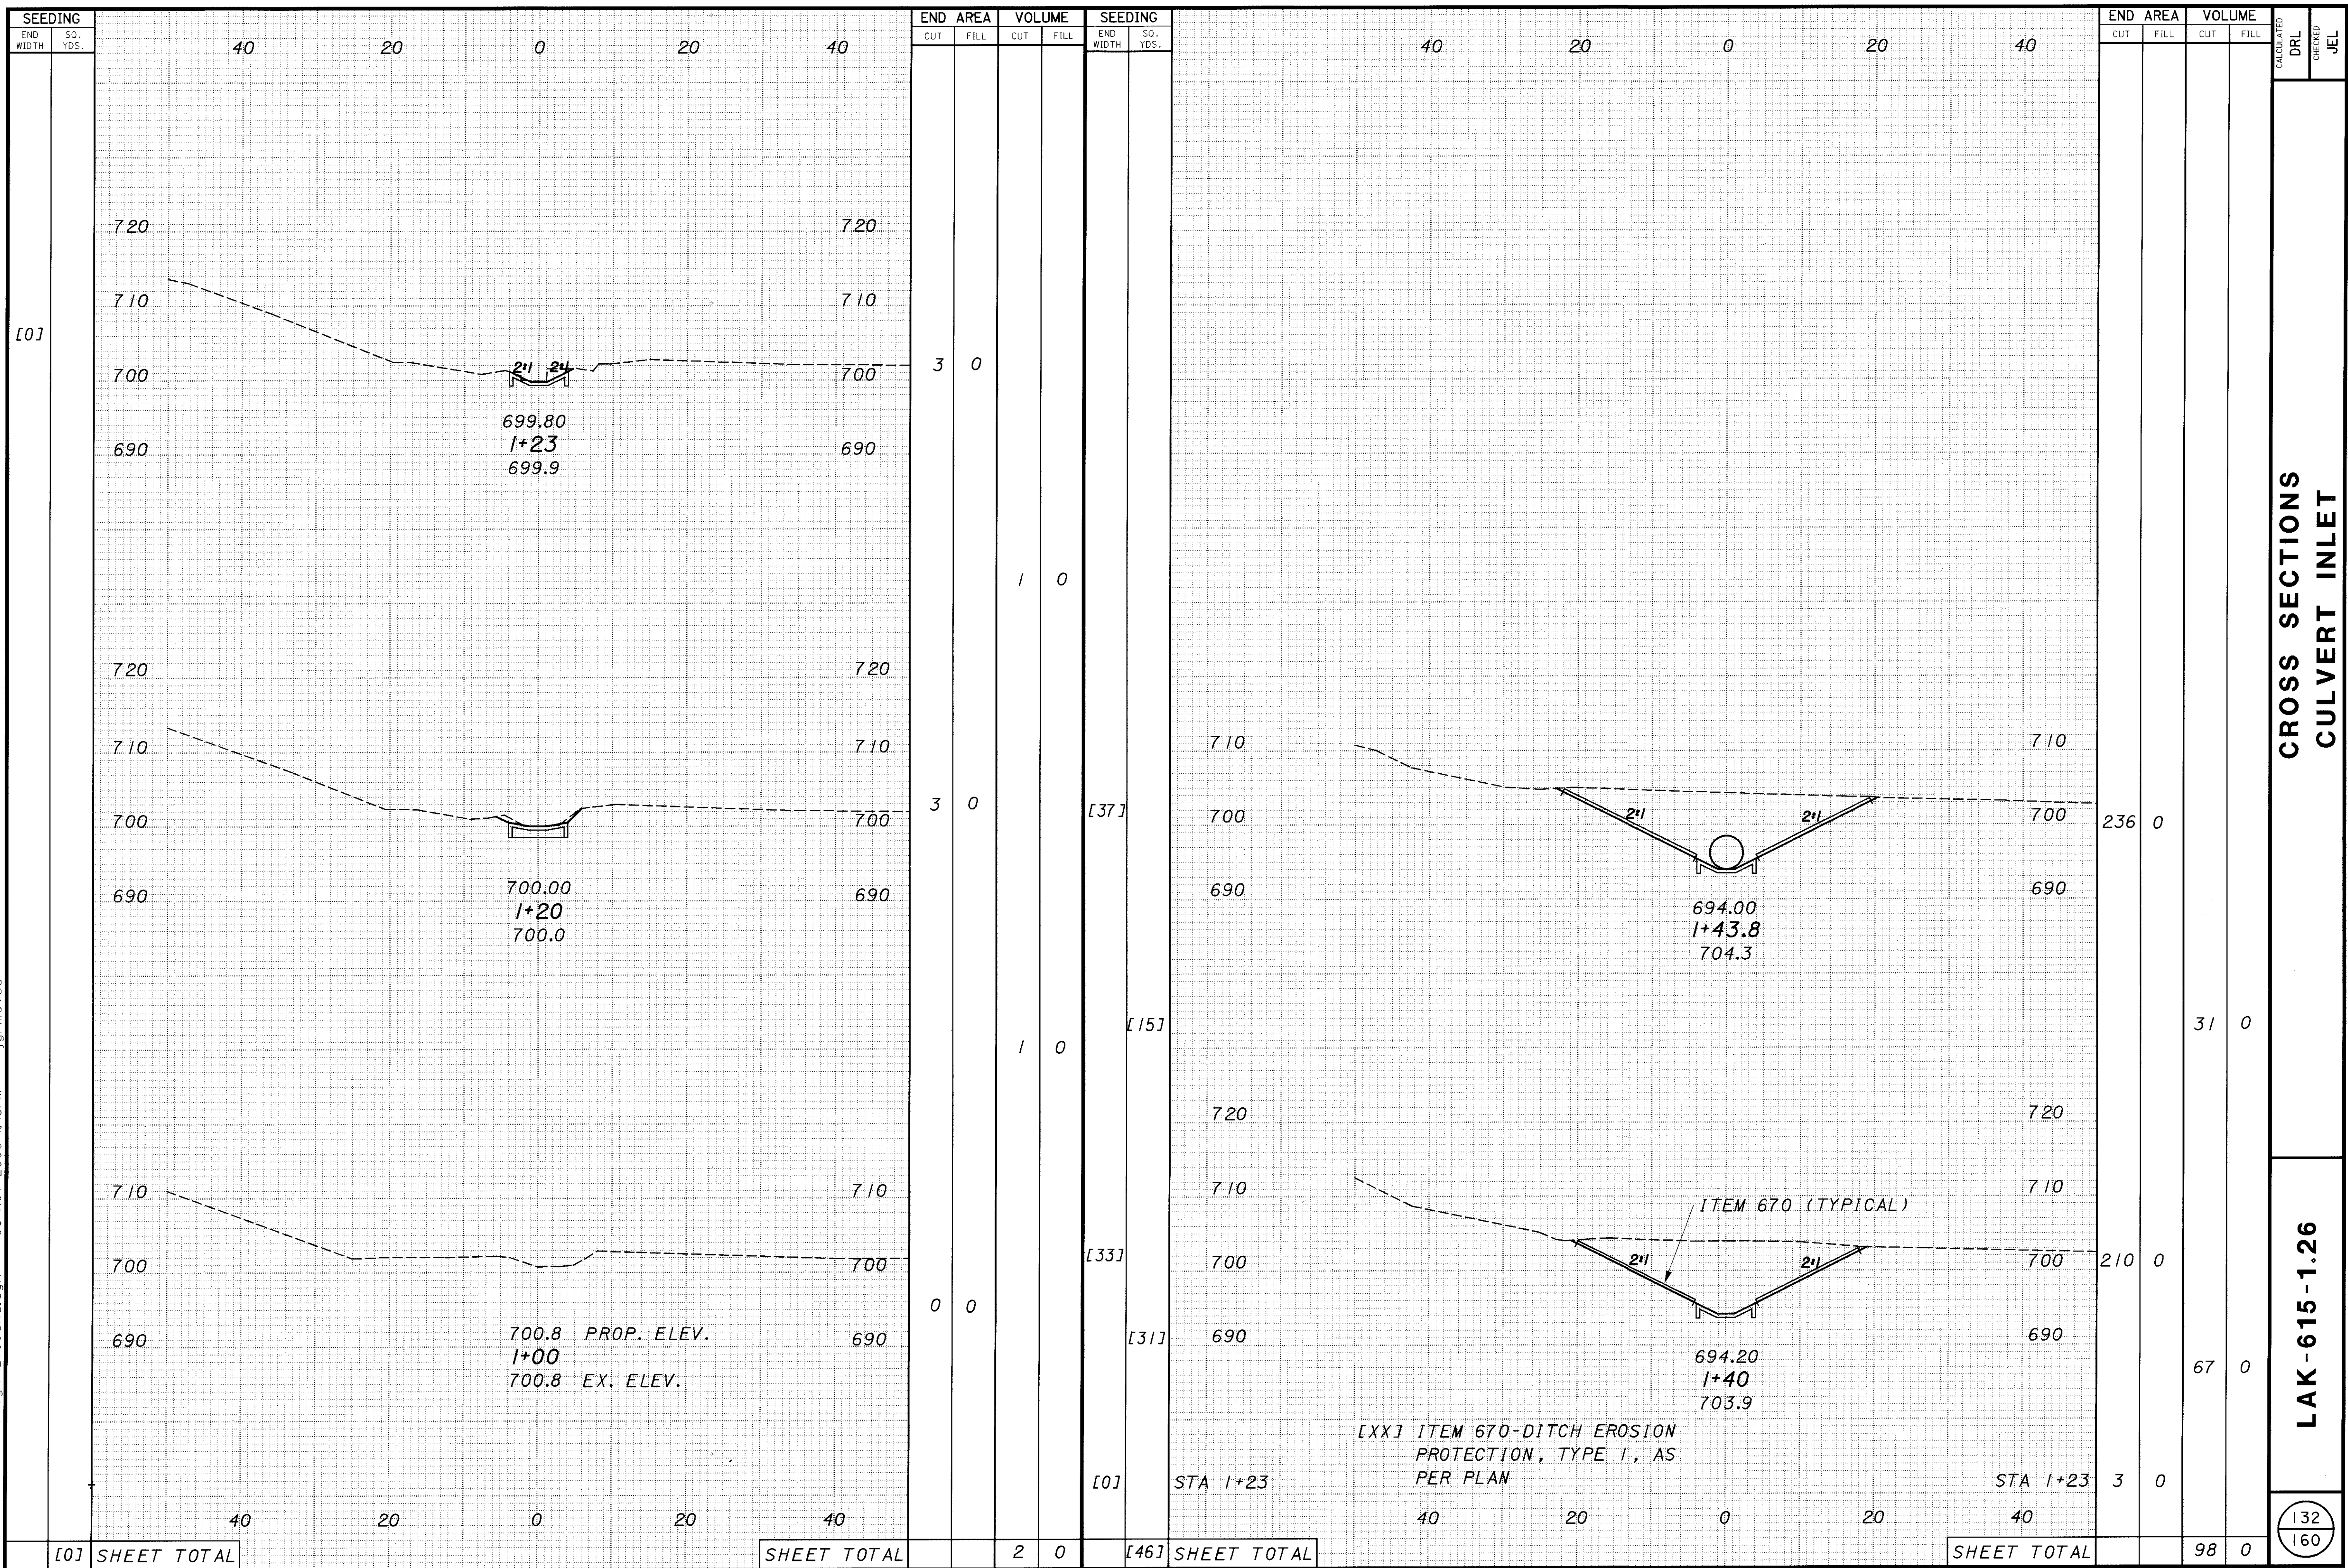 SEEDING
END WIDTH
SQ. YDS.
40 20 0 20 40
END AREA
VOLUME
CUT FILL CUT FILL
720 720
710 710
[0]
2:1 2:1
700 700
3 0
699.80
1+23
699.9
690 690
1 0
720 720
710 710
700 700
3 0
700.00
1+20
700.0
690 690
1 0
710 710
700 700
0 0
700.8 PROP. ELEV.
1+00
700.8 EX. ELEV.
690 690
40 20 0 20 40
[0] SHEET TOTAL
SHEET TOTAL 2 0
SEEDING
END WIDTH
SQ. YDS.
40 20 0 20 40
END AREA
VOLUME
CUT FILL CUT FILL
710 710
[37]
700 2:1 2:1 700
236 0
690 690
694.00
1+43.8
704.3
[15]
31 0
720 720
710 710
ITEM 670 (TYPICAL)
[33]
700 2:1 2:1 700
210 0
[31]
690 690
694.20
1+40
703.9
67 0
[XX] ITEM 670-DITCH EROSION
PROTECTION, TYPE 1, AS
PER PLAN
[0] STA 1+23
STA 1+23 3 0
40 20 0 20 40
[46] SHEET TOTAL
SHEET TOTAL 98 0
CALCULATED
DRL
CHECKED
JEL
CROSS SECTIONS
CULVERT INLET
LAK-615-1.26
132
160